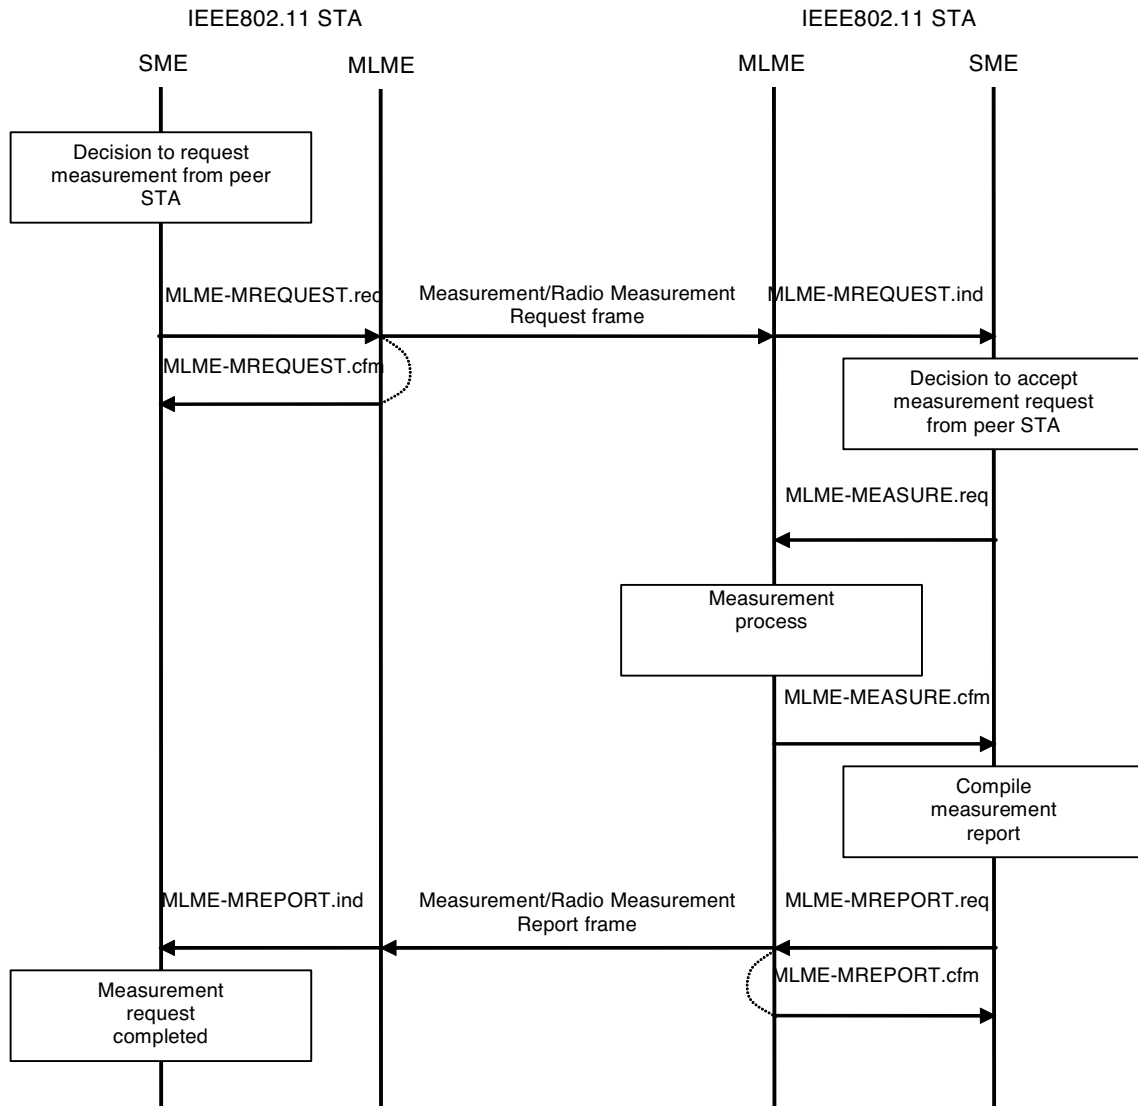 IEEE802.11 STA
IEEE802.11 STA
SME
MLME
MLME
SME
Decision to request
measurement from peer
STA
MLME-MREQUEST.req
Measurement/Radio Measurement
Request frame
MLME-MREQUEST.ind
MLME-MREQUEST.cfm
Decision to accept
measurement request
from peer STA
MLME-MEASURE.req
Measurement
process
MLME-MEASURE.cfm
Compile
measurement
report
MLME-MREPORT.ind
Measurement/Radio Measurement
Report frame
MLME-MREPORT.req
MLME-MREPORT.cfm
Measurement
request
completed